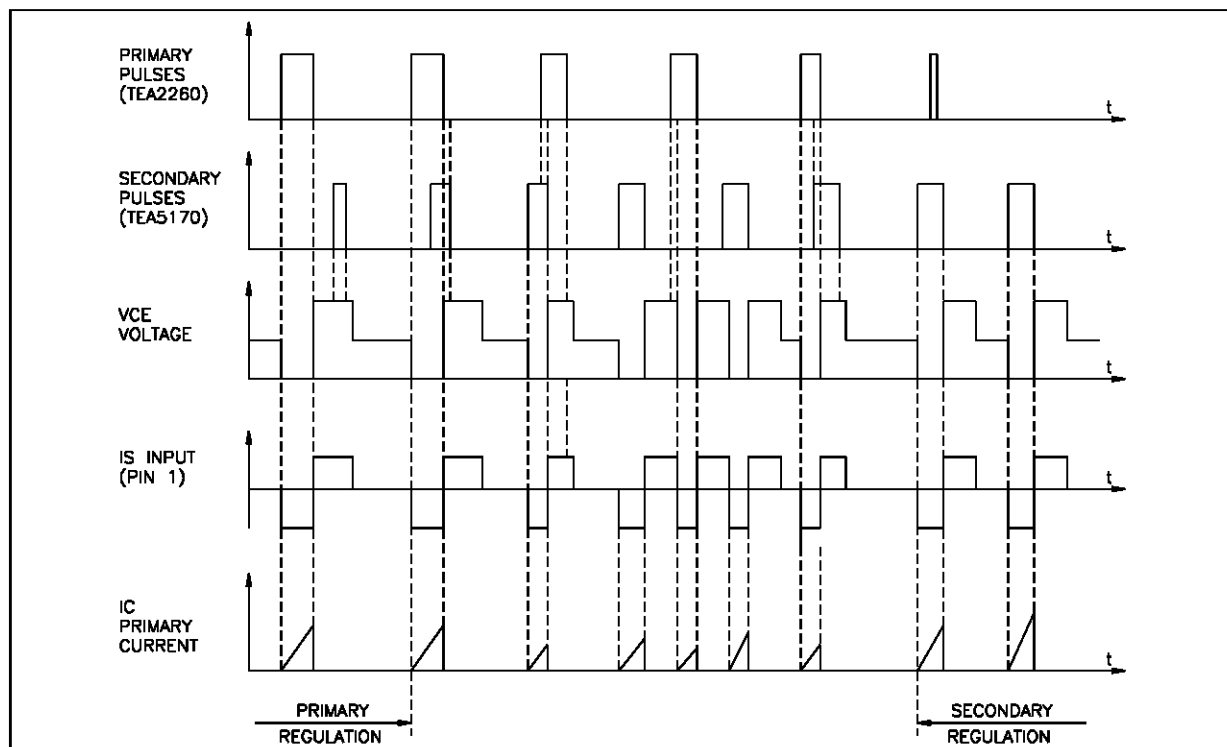 PRIMARY
PULSES
(TEA2260)
t
SECONDARY
PULSES
(TEA5170)
t
VCE
VOLTAGE
t
IS INPUT
(PIN 1)
t
IC
PRIMARY
CURRENT
t
PRIMARY
REGULATION
SECONDARY
REGULATION